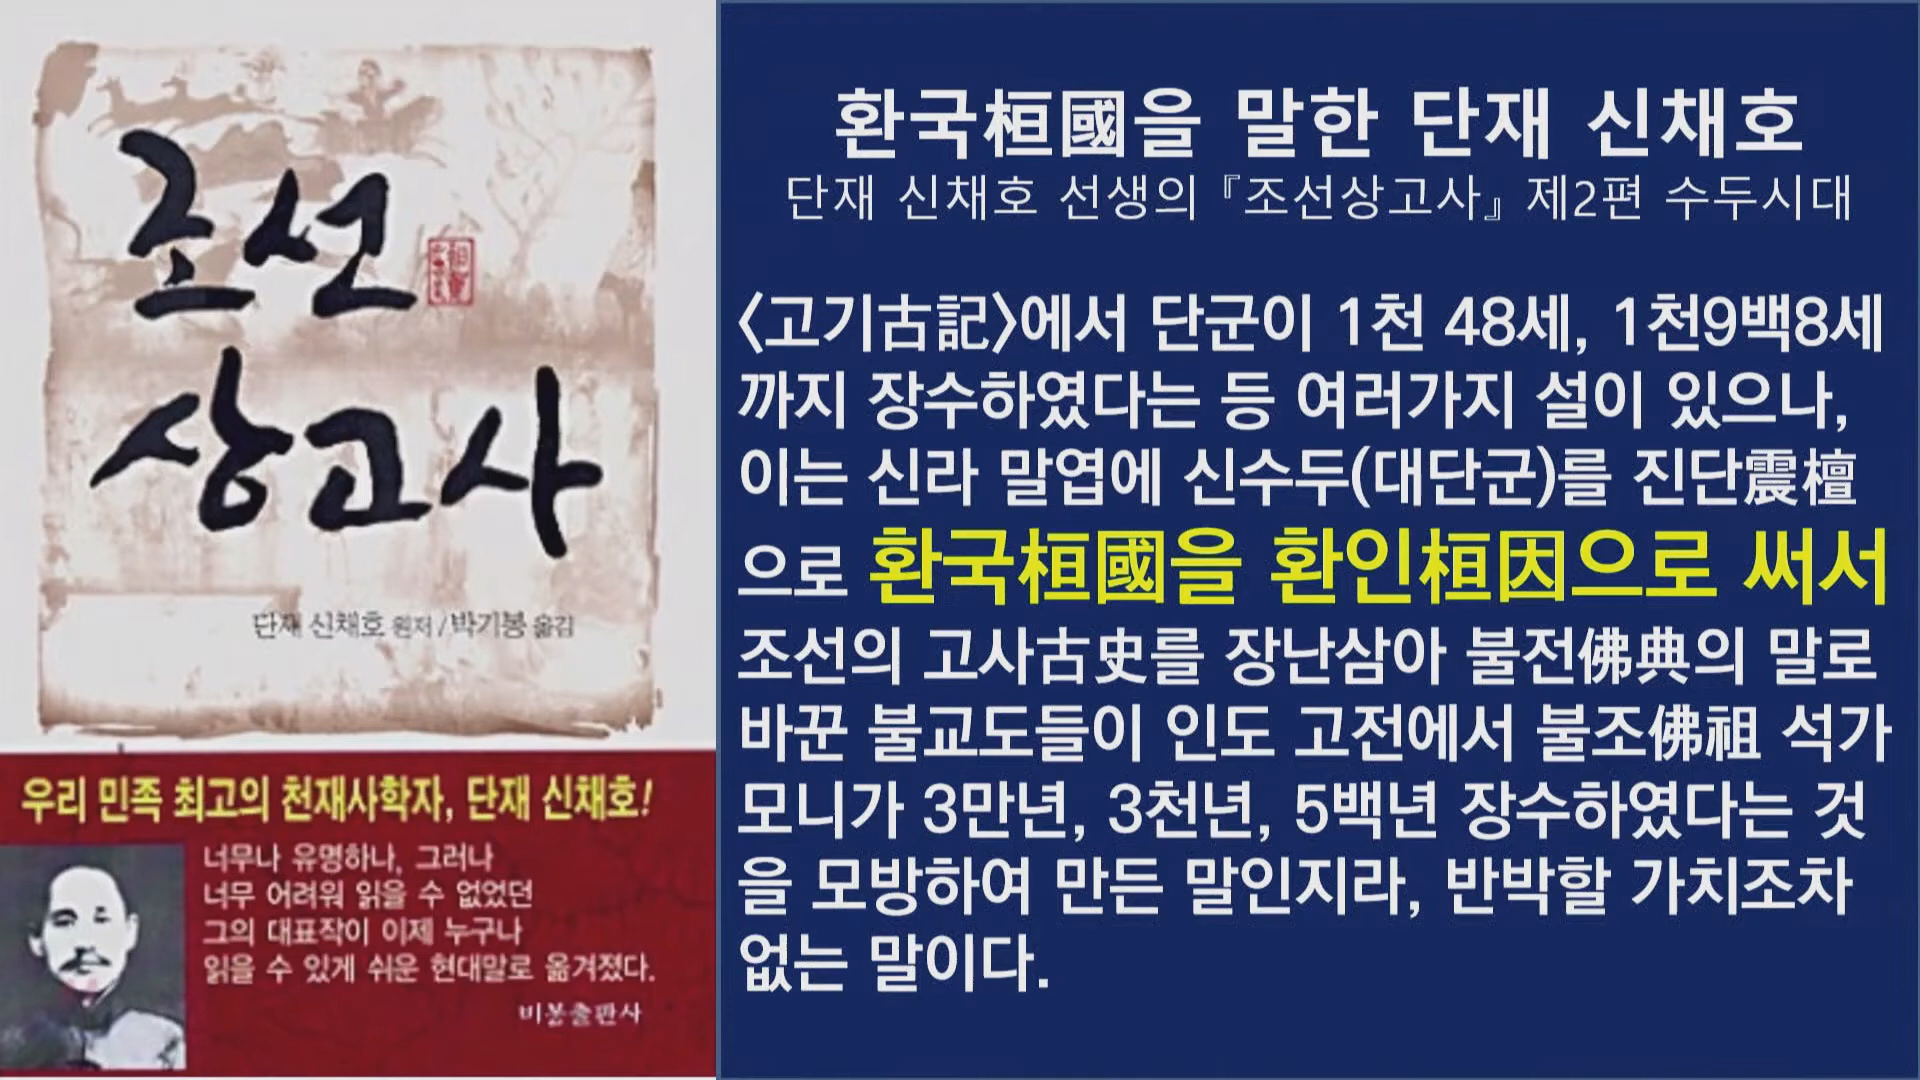 조선
상고사
단재 신채호 원저 / 박기봉 옮김
우리 민족 최고의 천재사학자, 단재 신채호!
너무나 유명하나, 그러나
너무 어려워 읽을 수 없었던
그의 대표작이 이제 누구나
읽을 수 있게 쉬운 현대말로 옮겨졌다.
비봉출판사
환국桓國을 말한 단재 신채호
단재 신채호 선생의 『조선상고사』 제2편 수두시대
〈고기古記〉에서 단군이 1천 48세, 1천9백8세
까지 장수하였다는 등 여러가지 설이 있으나,
이는 신라 말엽에 신수두(대단군)를 진단震檀
으로 환국桓國을 환인桓因으로 써서
조선의 고사古史를 장난삼아 불전佛典의 말로
바꾼 불교도들이 인도 고전에서 불조佛祖 석가
모니가 3만년, 3천년, 5백년 장수하였다는 것
을 모방하여 만든 말인지라, 반박할 가치조차
없는 말이다.